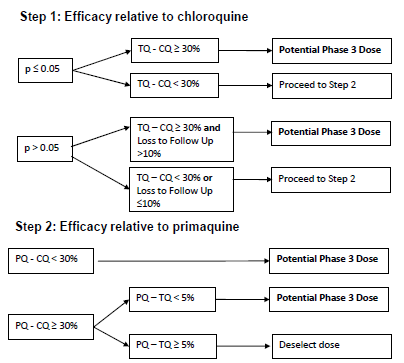 Step 1: Efficacy relative to chloroquine
p ≤ 0.05
TQ - CQ ≥ 30%
Potential Phase 3 Dose
TQ - CQ < 30%
Proceed to Step 2
p > 0.05
TQ – CQ ≥ 30% and
Loss to Follow Up
>10%
Potential Phase 3 Dose
TQ – CQ < 30% or
Loss to Follow Up
≤10%
Proceed to Step 2
Step 2: Efficacy relative to primaquine
PQ - CQ < 30%
Potential Phase 3 Dose
PQ - CQ ≥ 30%
PQ – TQ < 5%
Potential Phase 3 Dose
PQ – TQ ≥ 5%
Deselect dose